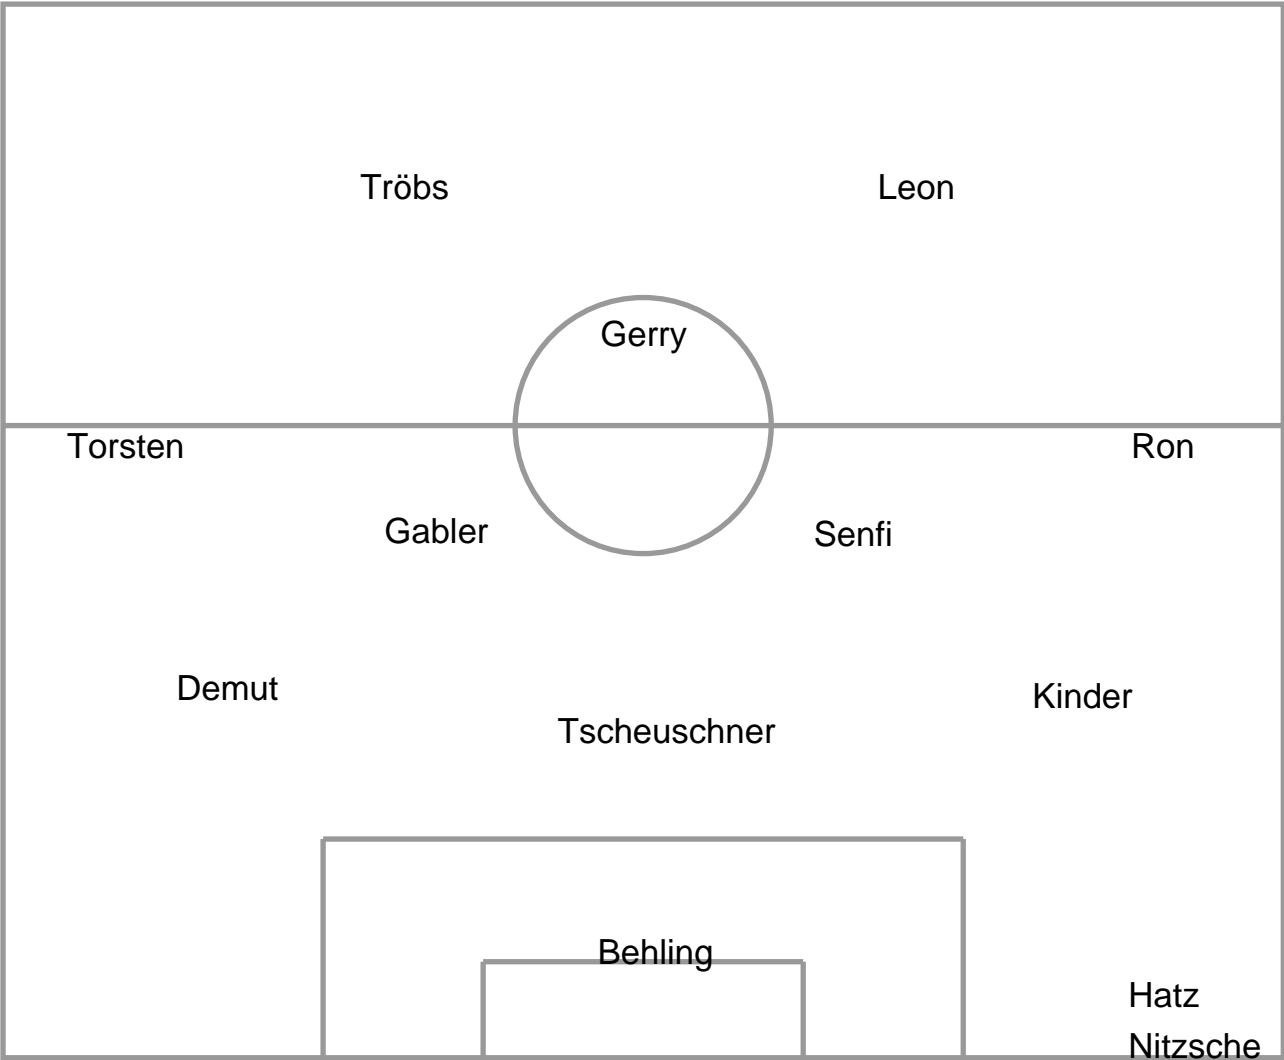 Tröbs
Leon
Gerry
Torsten
Ron
Gabler
Senfi
Demut
Kinder
Tscheuschner
Behling
Hatz
Nitzsche